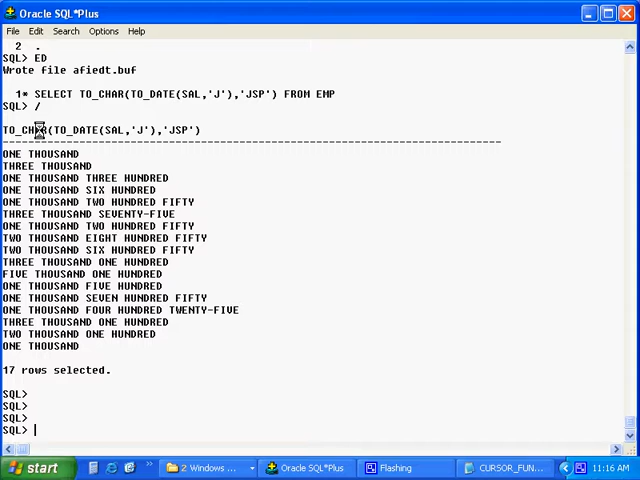 Oracle SQL*Plus
File Edit Search Options Help
2 .
SQL> ED
Wrote file afiedt.buf
1* SELECT TO_CHAR(TO_DATE(SAL,'J'),'JSP') FROM EMP
SQL> /
TO_CHAR(TO_DATE(SAL,'J'),'JSP')
--------------------------------------------------------------------------------
ONE THOUSAND
THREE THOUSAND
ONE THOUSAND THREE HUNDRED
ONE THOUSAND SIX HUNDRED
ONE THOUSAND TWO HUNDRED FIFTY
THREE THOUSAND SEVENTY-FIVE
ONE THOUSAND TWO HUNDRED FIFTY
TWO THOUSAND EIGHT HUNDRED FIFTY
TWO THOUSAND SIX HUNDRED FIFTY
THREE THOUSAND ONE HUNDRED
FIVE THOUSAND ONE HUNDRED
ONE THOUSAND FIVE HUNDRED
ONE THOUSAND SEVEN HUNDRED FIFTY
ONE THOUSAND FOUR HUNDRED TWENTY-FIVE
THREE THOUSAND ONE HUNDRED
TWO THOUSAND ONE HUNDRED
ONE THOUSAND
17 rows selected.
SQL>
SQL>
SQL>
SQL>
start 2 Windows ... Oracle SQL*Plus Flashing CURSOR_FUN... 11:16 AM